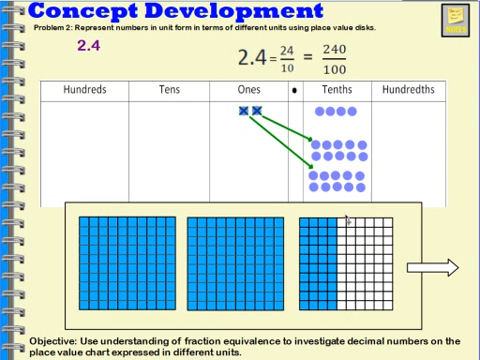 Concept Development
Problem 2: Represent numbers in unit form in terms of different units using place value disks.
2.4
2.4 = 24/10 = 240/100
Hundreds Tens Ones • Tenths Hundredths
Objective: Use understanding of fraction equivalence to investigate decimal numbers on the
place value chart expressed in different units.